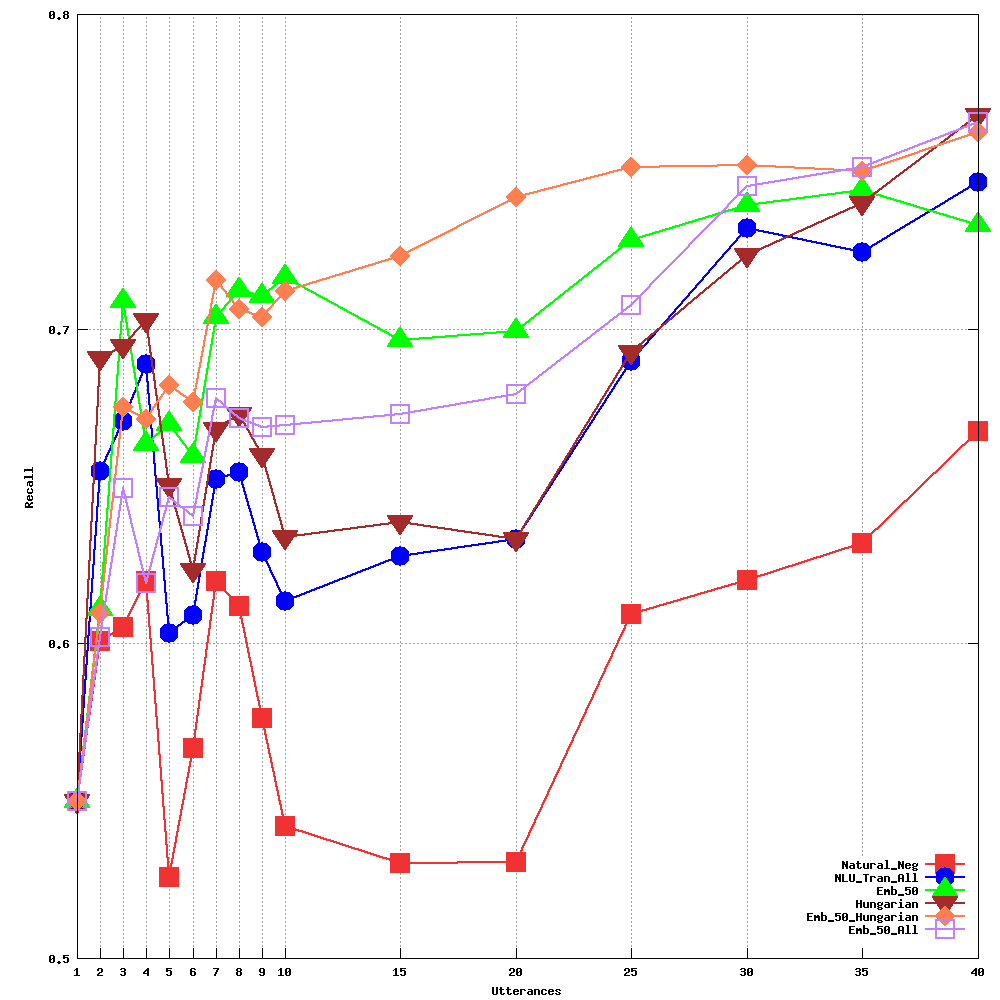 0.8
0.7
0.6
0.5
Recall
1 2 3 4 5 6 7 8 9 10 15 20 25 30 35 40
Utterances
Natural_Neg
NLU_Tran_All
Emb_50
Hungarian
Emb_50_Hungarian
Emb_50_All